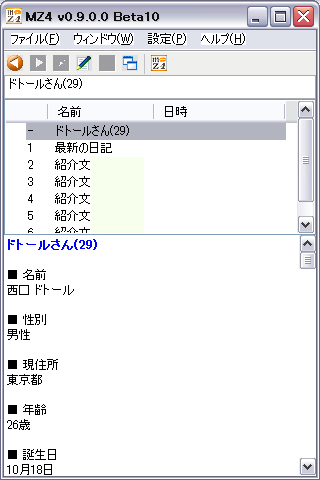 MZ4 v0.9.0.0 Beta10
ファイル(F) ウィンドウ(W) 設定(P) ヘルプ(H)
ドトールさん(29)
名前 日時
- ドトールさん(29)
1 最新の日記
2 紹介文
3 紹介文
4 紹介文
5 紹介文
6 紹介文
ドトールさん(29)
■ 名前
西口 ドトール
■ 性別
男性
■ 現住所
東京都
■ 年齢
26歳
■ 誕生日
10月18日